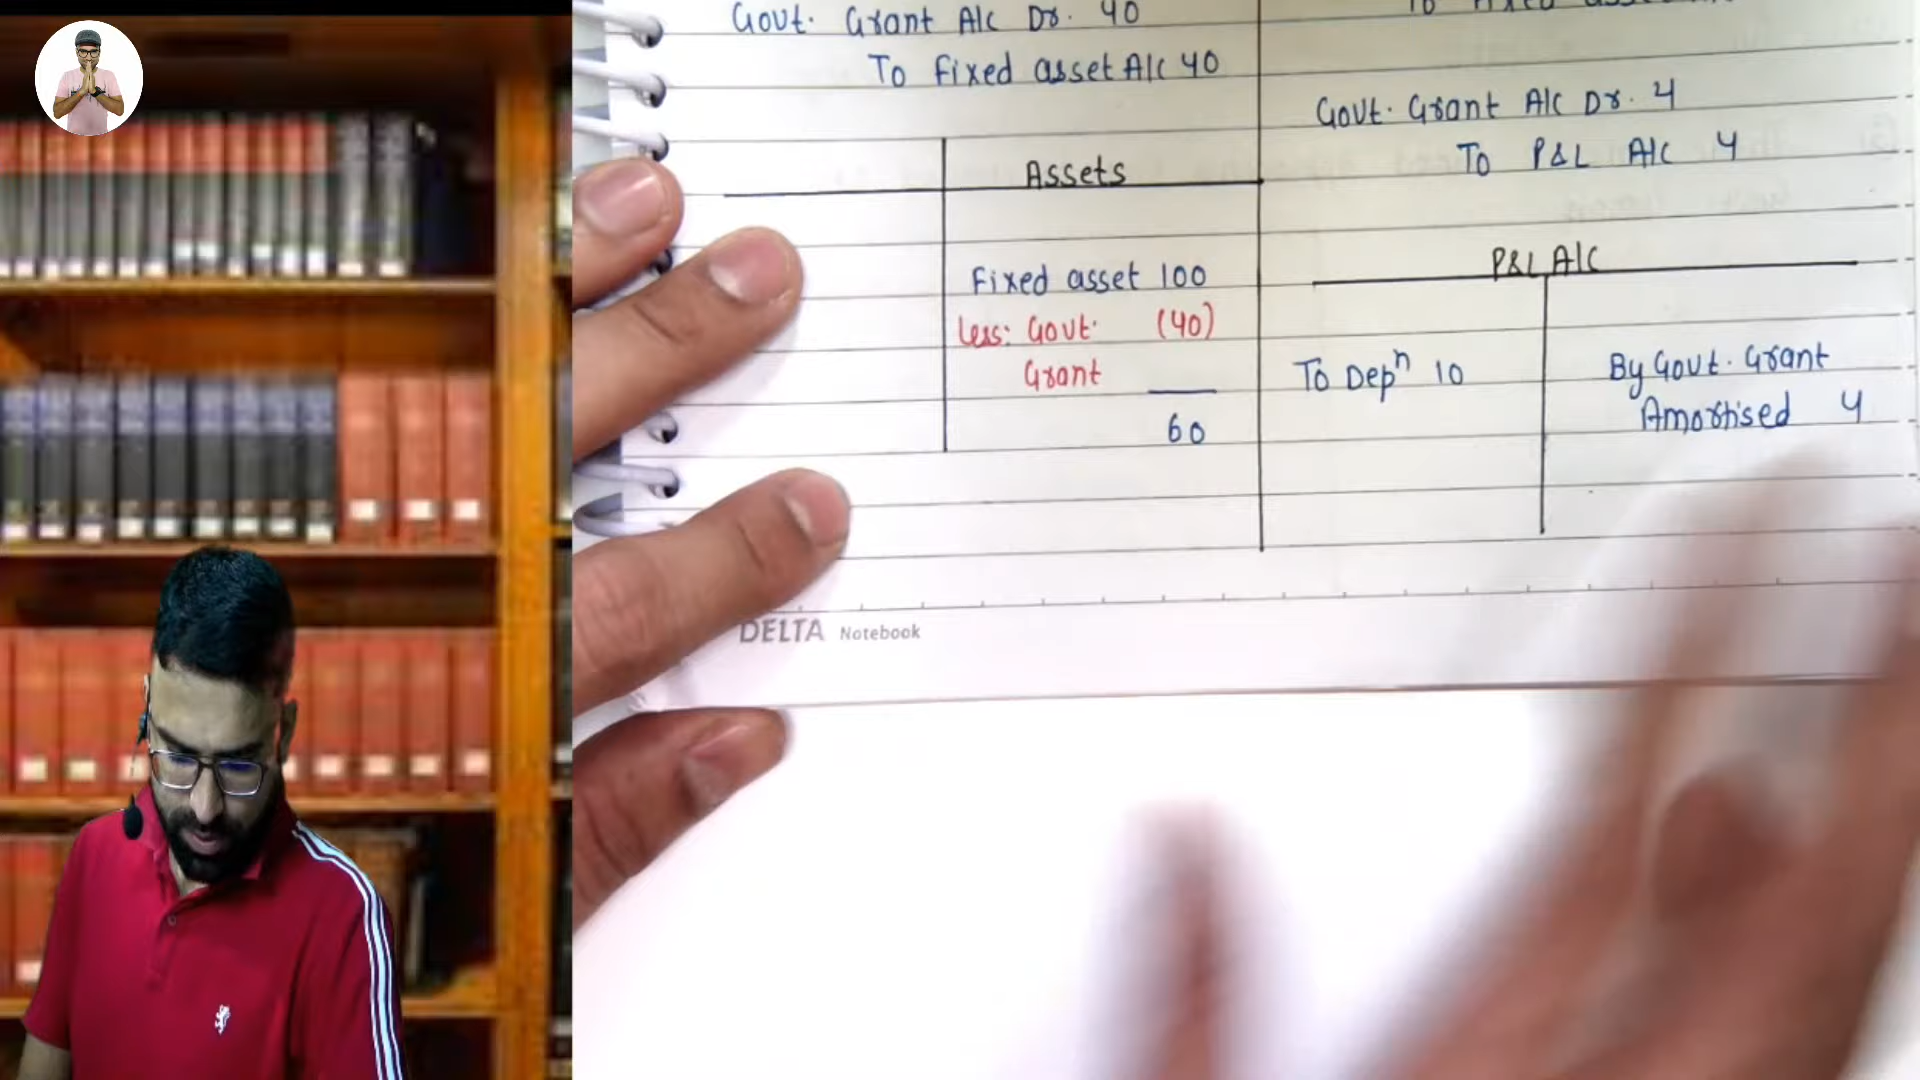 Govt. Grant A/c Dr. 40
To Fixed asset A/c 40
Assets
Fixed asset 100
Less: Govt. (40)
Grant
60
Govt. Grant A/c Dr. 4
To P&L A/c 4
P&L A/c
To Depⁿ 10
By Govt. Grant
Amortised 4
DELTA Notebook